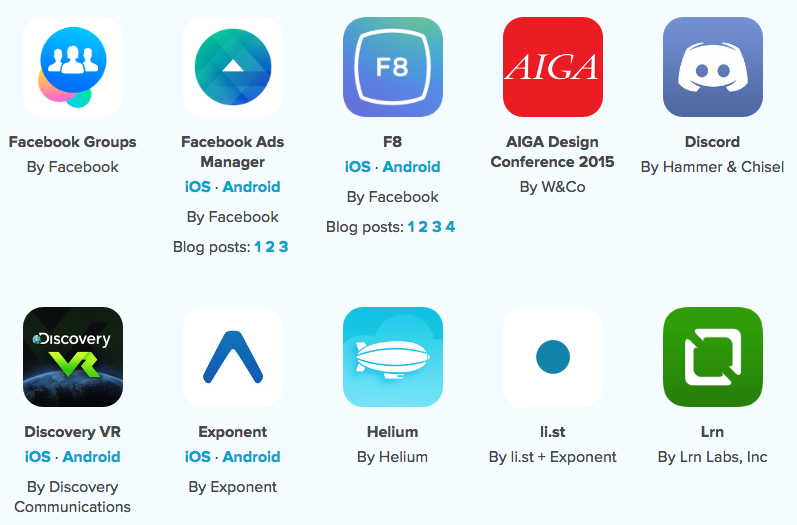 F8
AIGA
Facebook Groups
By Facebook
Facebook Ads
Manager
iOS · Android
By Facebook
Blog posts: 1 2 3
F8
iOS · Android
By Facebook
Blog posts: 1 2 3 4
AIGA Design
Conference 2015
By W&Co
Discord
By Hammer & Chisel
Discovery
VR
Discovery VR
iOS · Android
By Discovery
Communications
Exponent
iOS · Android
By Exponent
Helium
By Helium
li.st
By li.st + Exponent
Lrn
By Lrn Labs, Inc